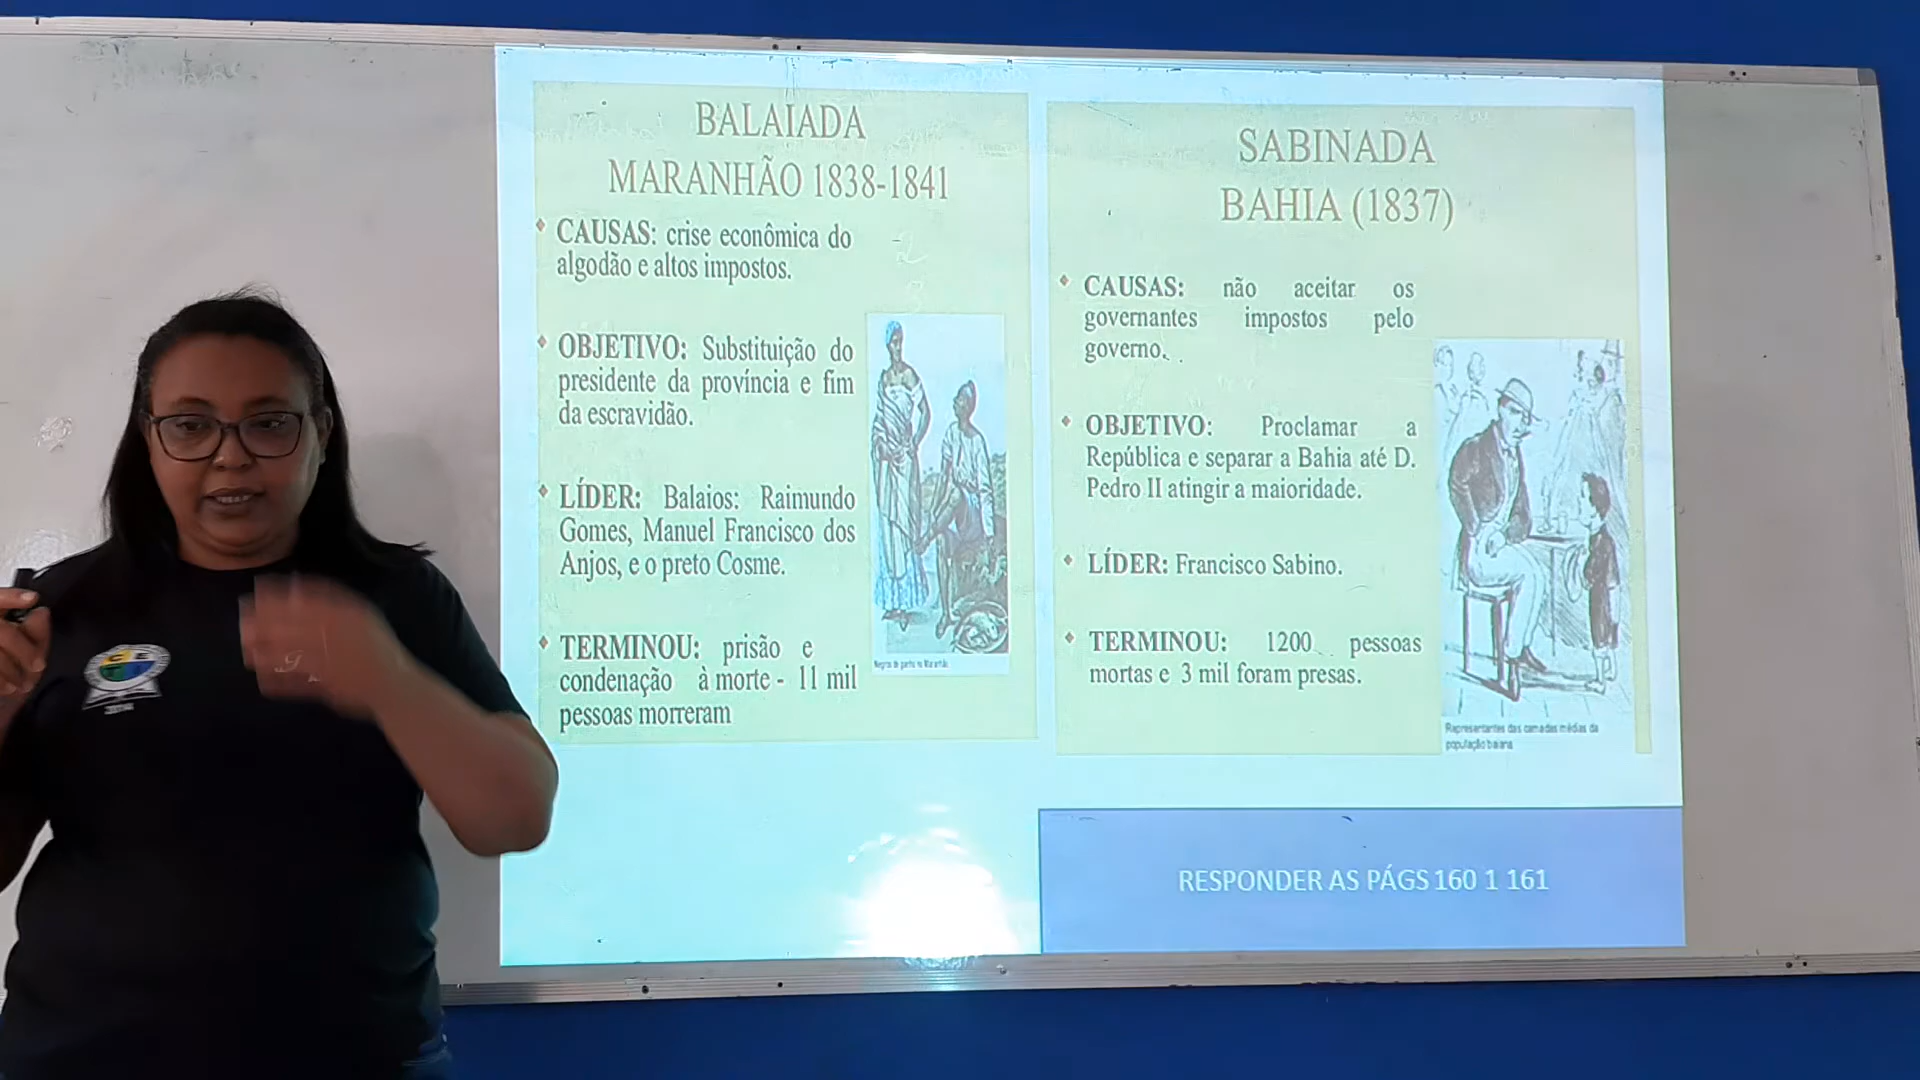 BALAIADA
MARANHÃO 1838-1841
CAUSAS: crise econômica do
algodão e altos impostos.
OBJETIVO: Substituição do
presidente da província e fim
da escravidão.
LÍDER: Balaios: Raimundo
Gomes, Manuel Francisco dos
Anjos, e o preto Cosme.
TERMINOU: prisão e
condenação à morte - 11 mil
pessoas morreram
SABINADA
BAHIA (1837)
CAUSAS: não aceitar os
governantes impostos pelo
governo.
OBJETIVO: Proclamar a
República e separar a Bahia até D.
Pedro II atingir a maioridade.
LÍDER: Francisco Sabino.
TERMINOU: 1200 pessoas
mortas e 3 mil foram presas.
Representantes das camadas médias da
população baiana
RESPONDER AS PÁGS 160 1 161